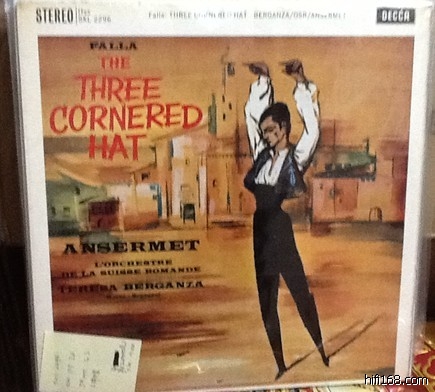 STEREO
SXL 2296
Falla: THREE CORNERED HAT BERGANZA/OSR/ANSERMET
DECCA
FALLA
THE
THREE
CORNERED
HAT
ANSERMET
L'ORCHESTRE
DE LA SUISSE ROMANDE
TERESA BERGANZA
hifi168.com